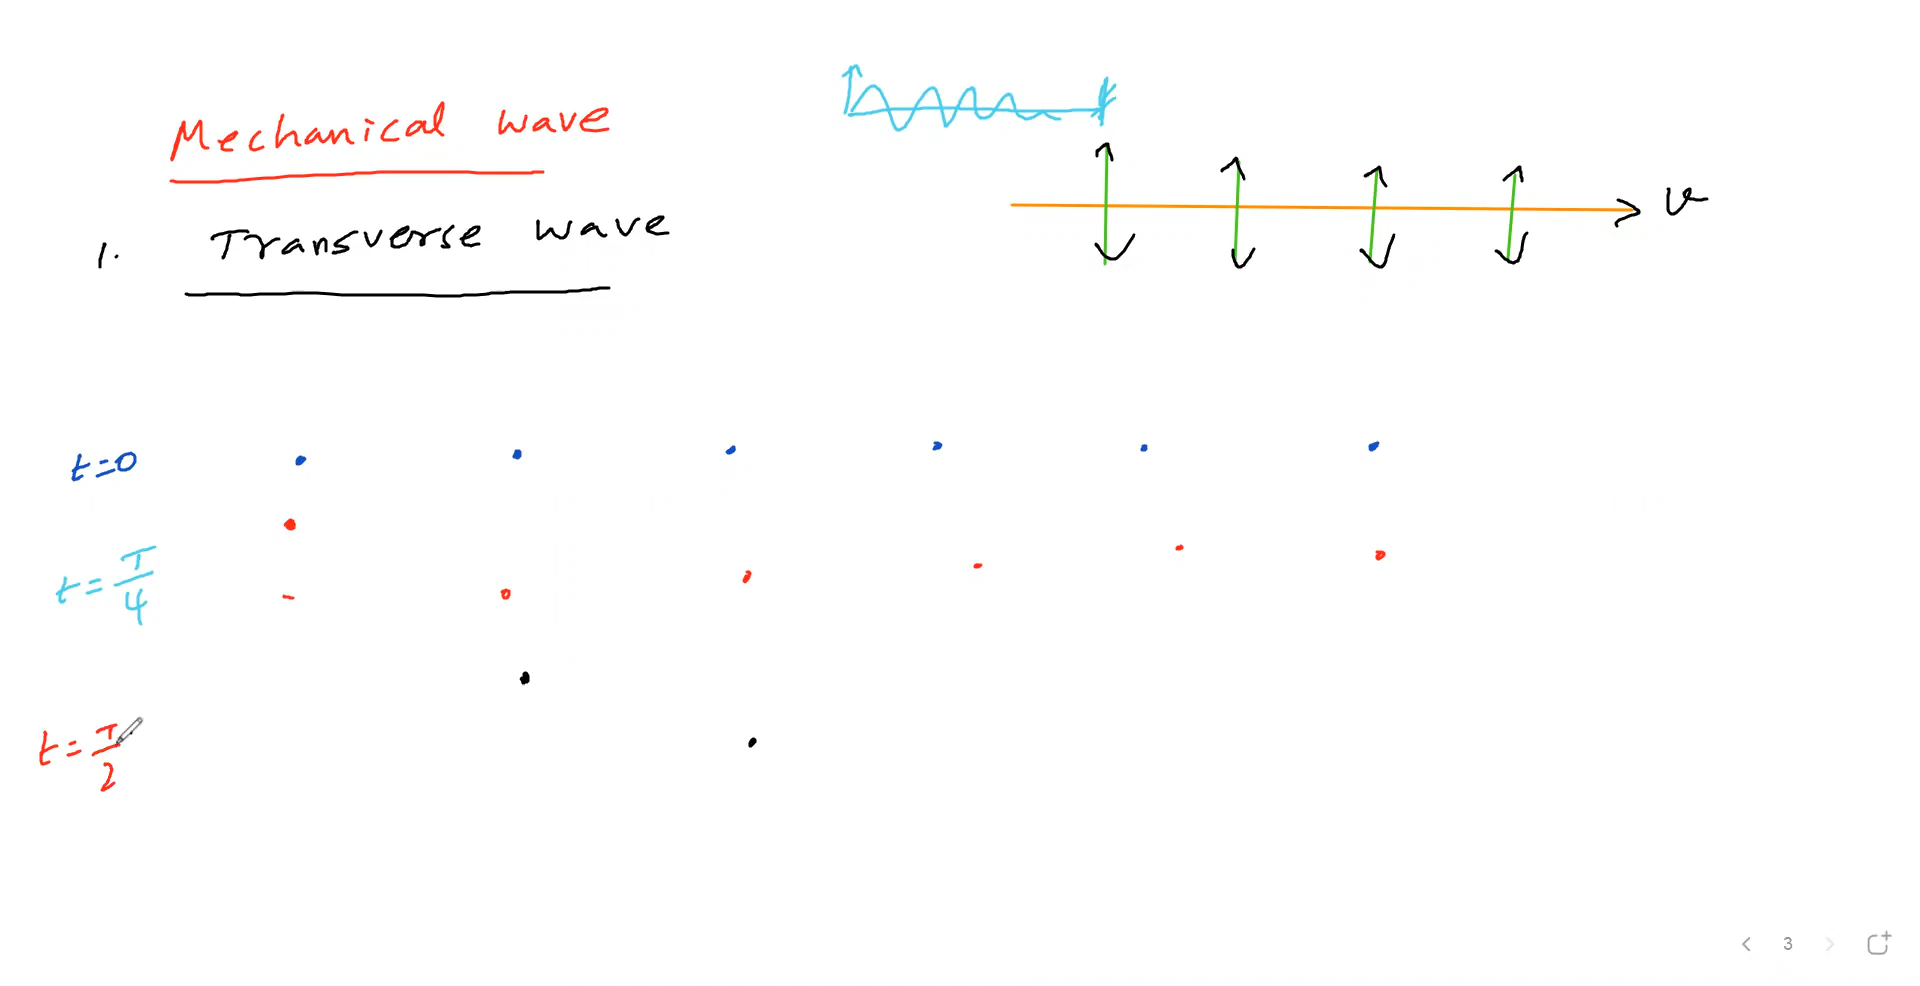 Mechanical wave
1. Transverse wave
v
t=0
t=T/4
t=T/2
3